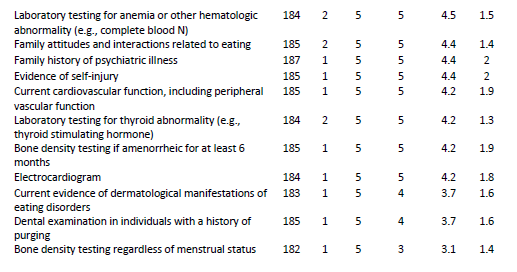 Laboratory testing for anemia or other hematologic 184 2 5 5 4.5 1.5
abnormality (e.g., complete blood N)
Family attitudes and interactions related to eating 185 2 5 5 4.4 1.4
Family history of psychiatric illness 187 1 5 5 4.4 2
Evidence of self-injury 185 1 5 5 4.4 2
Current cardiovascular function, including peripheral 185 1 5 5 4.2 1.9
vascular function
Laboratory testing for thyroid abnormality (e.g., 184 2 5 5 4.2 1.3
thyroid stimulating hormone)
Bone density testing if amenorrheic for at least 6 185 1 5 5 4.2 1.9
months
Electrocardiogram 184 1 5 5 4.2 1.8
Current evidence of dermatological manifestations of 183 1 5 4 3.7 1.6
eating disorders
Dental examination in individuals with a history of 185 1 5 4 3.7 1.6
purging
Bone density testing regardless of menstrual status 182 1 5 3 3.1 1.4